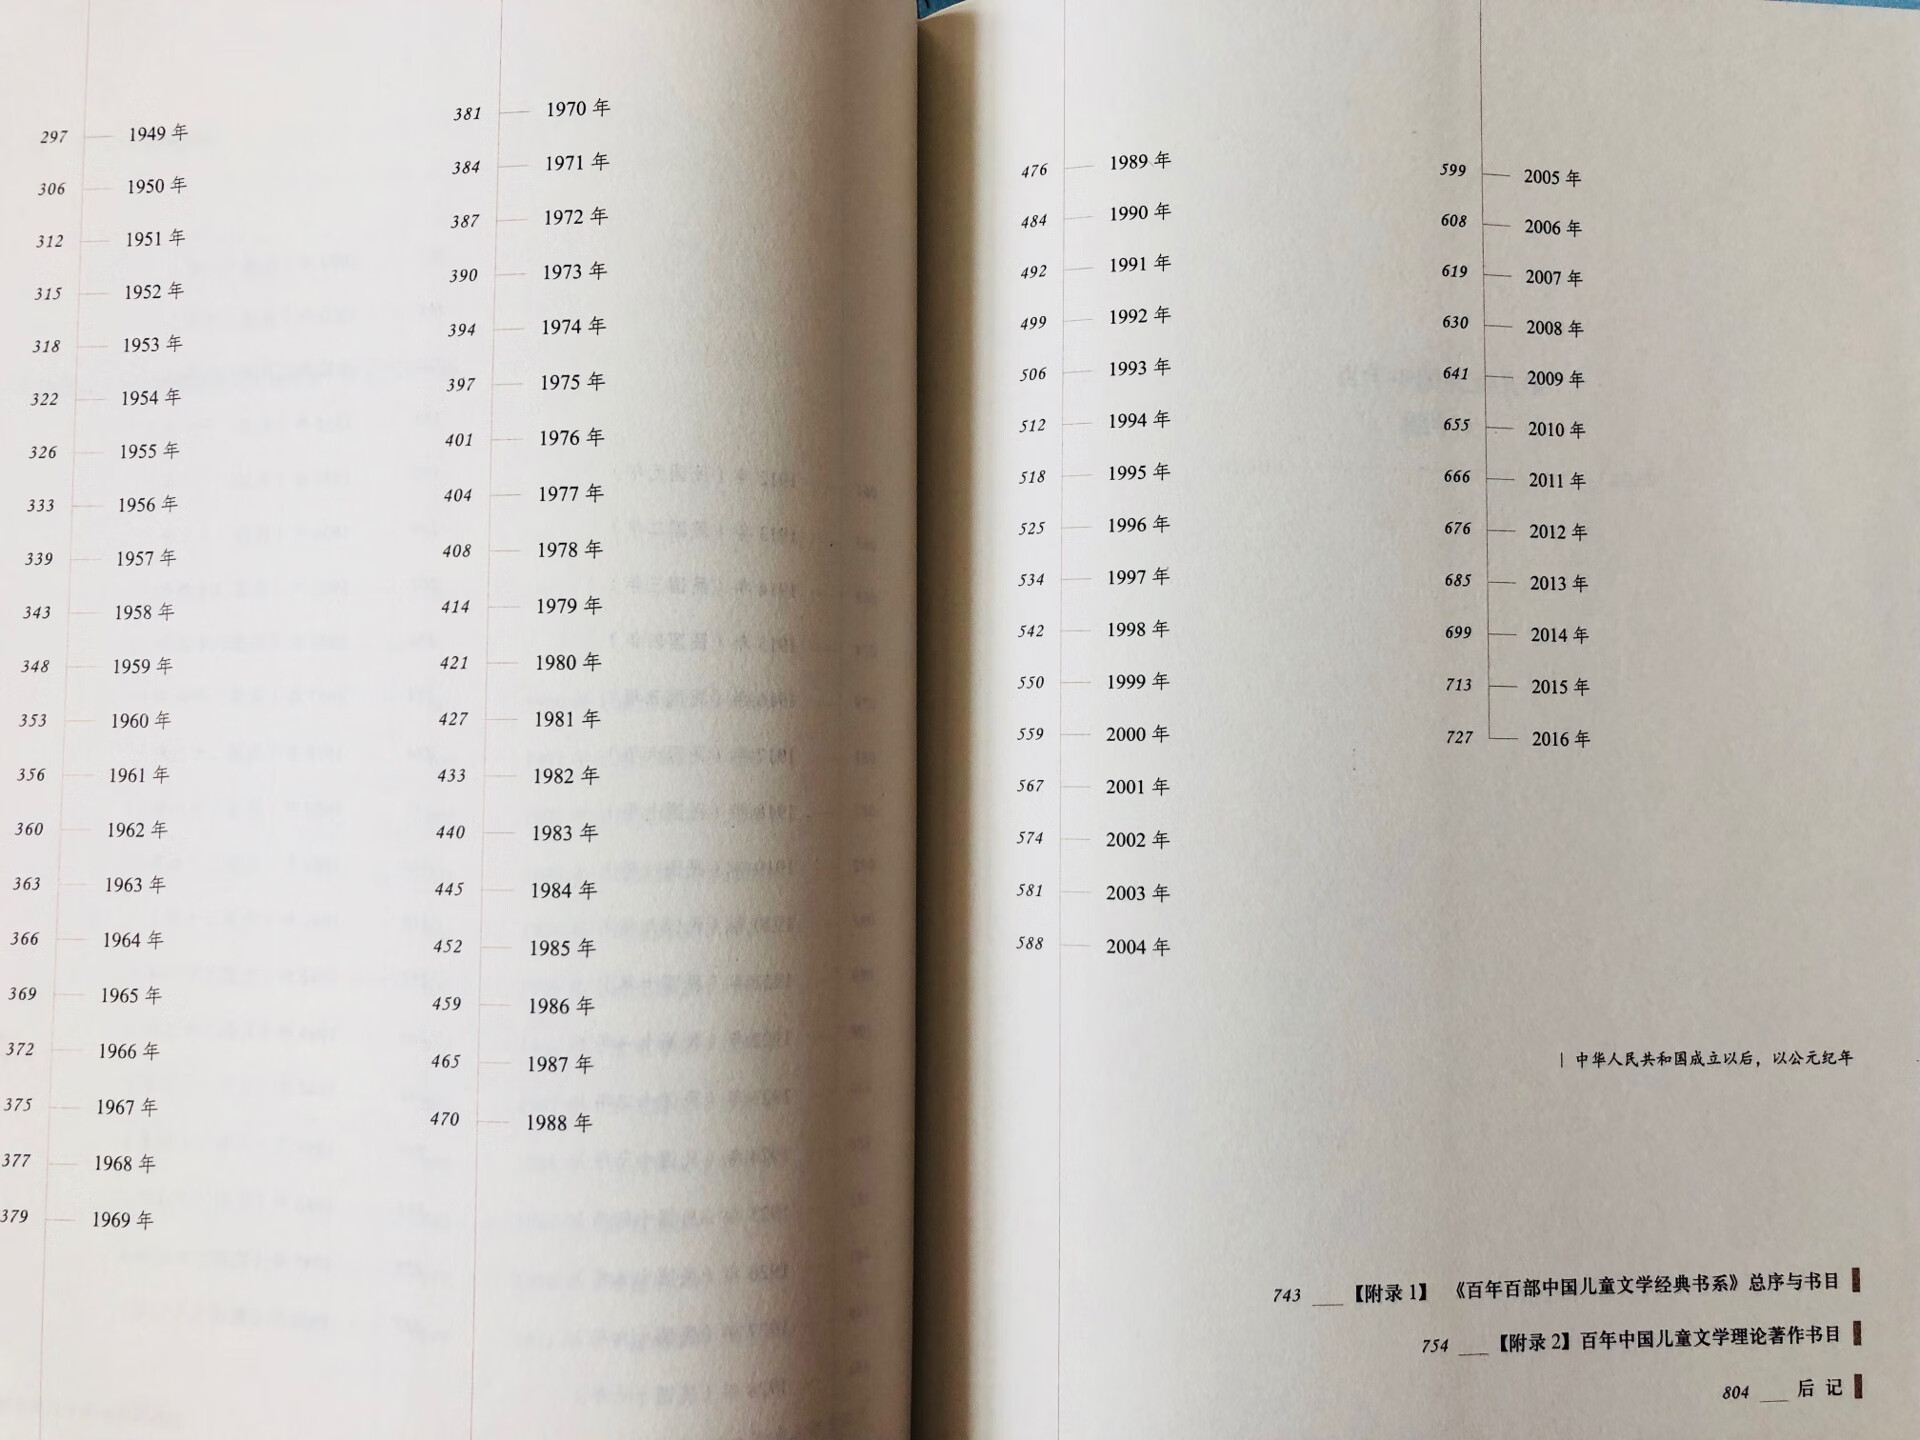 297 1949 年
306 1950 年
312 1951 年
315 1952 年
318 1953 年
322 1954 年
326 1955 年
333 1956 年
339 1957 年
343 1958 年
348 1959 年
353 1960 年
356 1961 年
360 1962 年
363 1963 年
366 1964 年
369 1965 年
372 1966 年
375 1967 年
377 1968 年
379 1969 年
381 1970 年
384 1971 年
387 1972 年
390 1973 年
394 1974 年
397 1975 年
401 1976 年
404 1977 年
408 1978 年
414 1979 年
421 1980 年
427 1981 年
433 1982 年
440 1983 年
445 1984 年
452 1985 年
459 1986 年
465 1987 年
470 1988 年
476 1989 年
484 1990 年
492 1991 年
499 1992 年
506 1993 年
512 1994 年
518 1995 年
525 1996 年
534 1997 年
542 1998 年
550 1999 年
559 2000 年
567 2001 年
574 2002 年
581 2003 年
588 2004 年
599 2005 年
608 2006 年
619 2007 年
630 2008 年
641 2009 年
655 2010 年
666 2011 年
676 2012 年
685 2013 年
699 2014 年
713 2015 年
727 2016 年
| 中华人民共和国成立以后，以公元纪年
743 __ 【附录 1】 《百年百部中国儿童文学经典书系》总序与书目
754 __ 【附录 2】百年中国儿童文学理论著作书目
804 __ 后 记